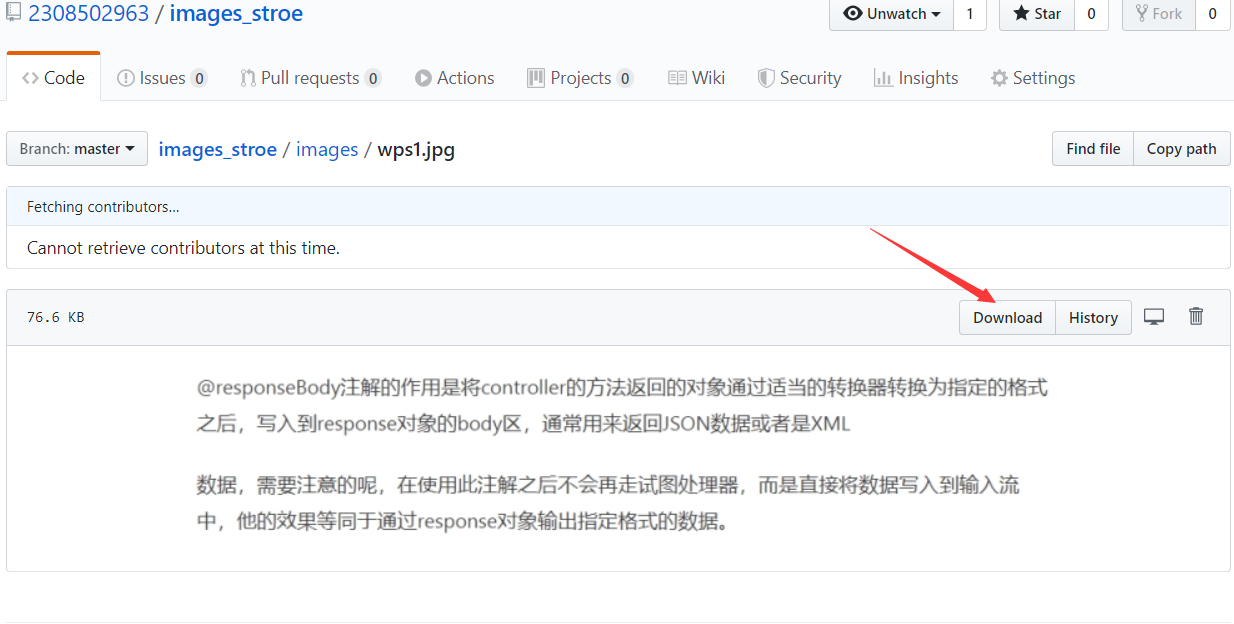 2308502963 / images_stroe
Unwatch 1 Star 0 Fork 0
Code Issues 0 Pull requests 0 Actions Projects 0 Wiki Security Insights Settings
Branch: master images_stroe / images / wps1.jpg Find file Copy path
Fetching contributors...
Cannot retrieve contributors at this time.
76.6 KB Download History
@responseBody注解的作用是将controller的方法返回的对象通过适当的转换器转换为指定的格式
之后，写入到response对象的body区，通常用来返回JSON数据或者是XML
数据，需要注意的呢，在使用此注解之后不会再走试图处理器，而是直接将数据写入到输入流
中，他的效果等同于通过response对象输出指定格式的数据。